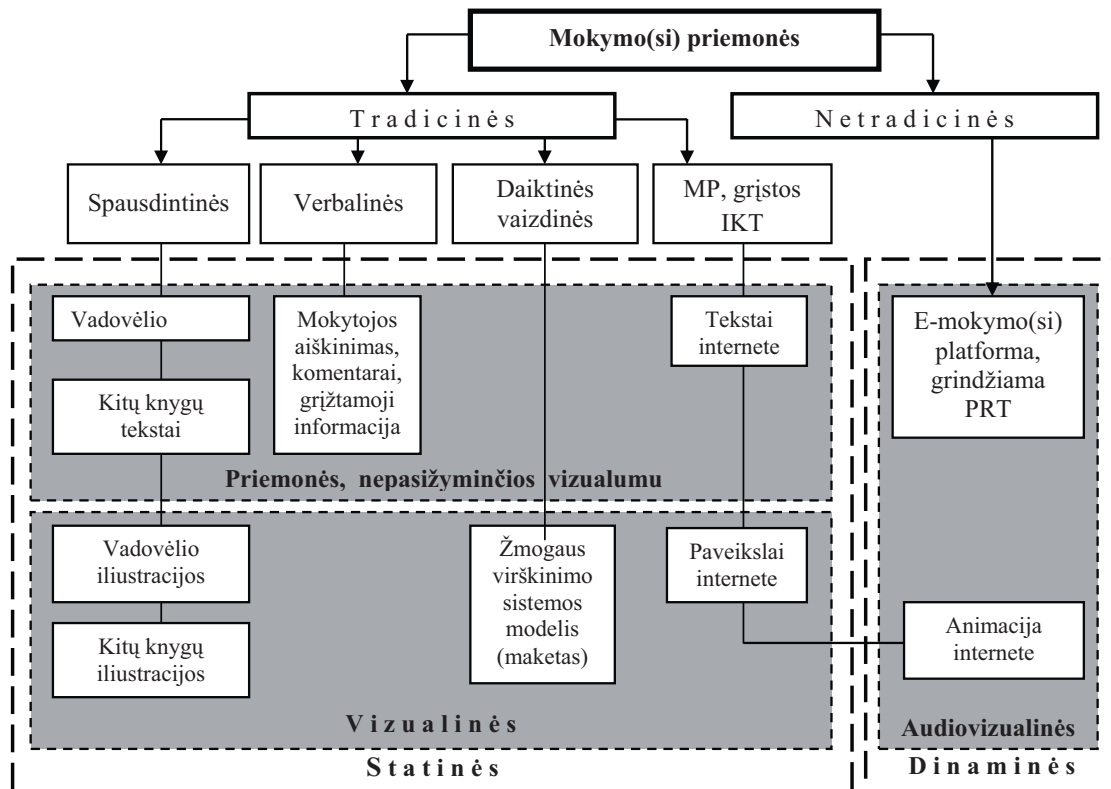 Mokymo(si) priemonės
Tradicinės
Netradicinės
Spausdintinės
Verbalinės
Daiktinės
vaizdinės
MP, grįstos
IKT
Vadovėlio
Kitų knygų
tekstai
Mokytojos
aiškinimas,
komentarai,
grįžtamoji
informacija
Tekstai
internete
E-mokymo(si)
platforma,
grindžiama
PRT
Priemonės, nepasižyminčios vizualumu
Vadovėlio
iliustracijos
Kitų knygų
iliustracijos
Žmogaus
virškinimo
sistemos
modelis
(maketas)
Paveikslai
internete
Animacija
internete
Vizualinės
Audiovizualinės
Statinės
Dinaminės